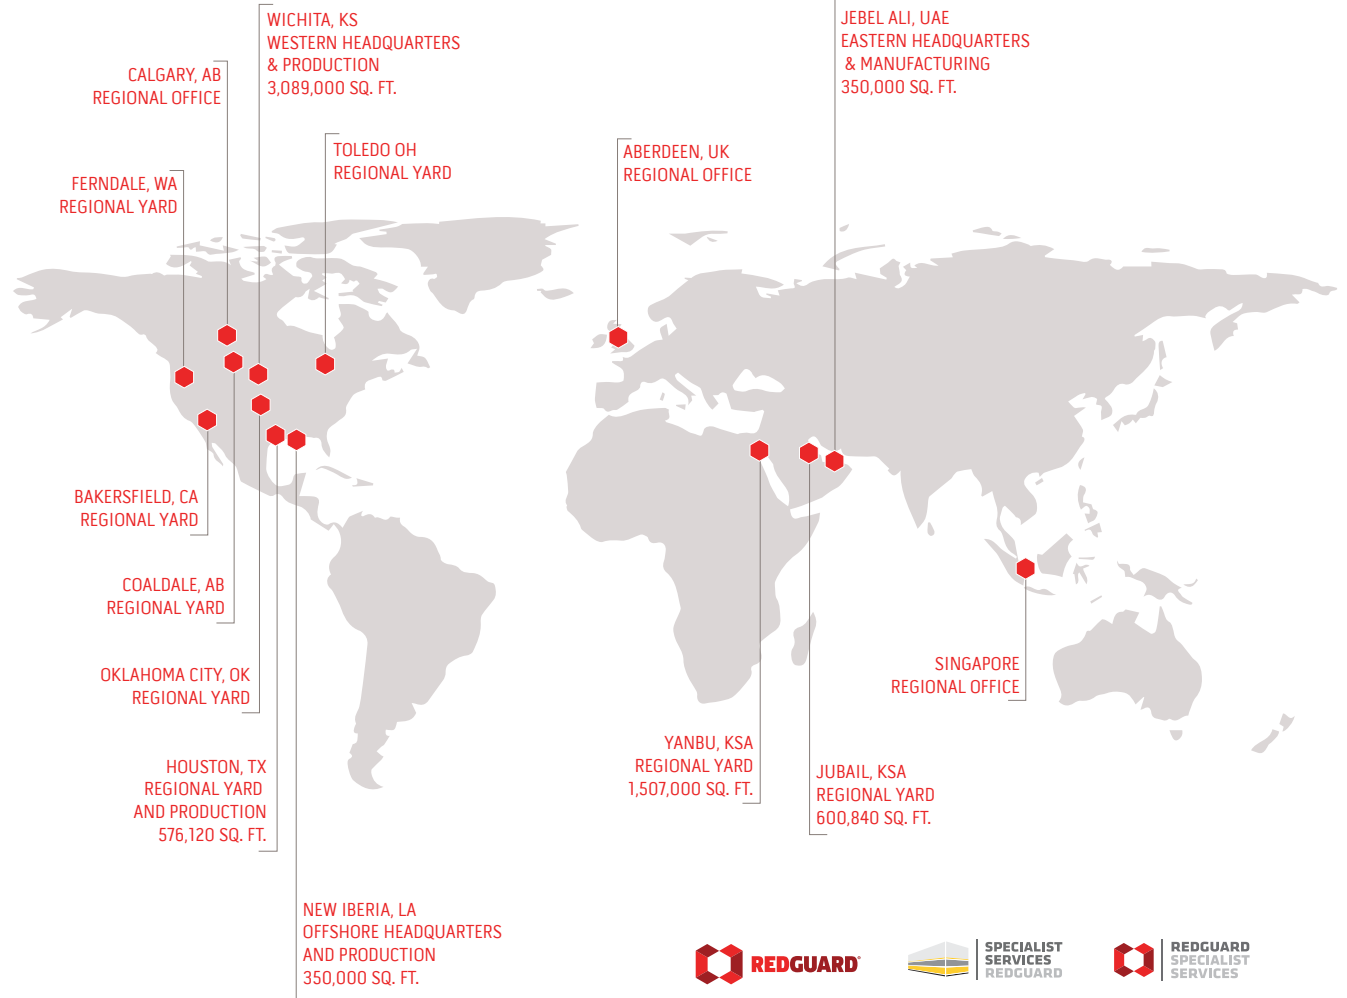 WICHITA, KS
WESTERN HEADQUARTERS
& PRODUCTION
3,089,000 SQ. FT.
JEBEL ALI, UAE
EASTERN HEADQUARTERS
& MANUFACTURING
350,000 SQ. FT.
CALGARY, AB
REGIONAL OFFICE
TOLEDO OH
REGIONAL YARD
ABERDEEN, UK
REGIONAL OFFICE
FERNDALE, WA
REGIONAL YARD
BAKERSFIELD, CA
REGIONAL YARD
COALDALE, AB
REGIONAL YARD
OKLAHOMA CITY, OK
REGIONAL YARD
SINGAPORE
REGIONAL OFFICE
YANBU, KSA
REGIONAL YARD
1,507,000 SQ. FT.
JUBAIL, KSA
REGIONAL YARD
600,840 SQ. FT.
HOUSTON, TX
REGIONAL YARD
AND PRODUCTION
576,120 SQ. FT.
NEW IBERIA, LA
OFFSHORE HEADQUARTERS
AND PRODUCTION
350,000 SQ. FT.
REDGUARD
SPECIALIST
SERVICES
REDGUARD
REDGUARD
SPECIALIST
SERVICES